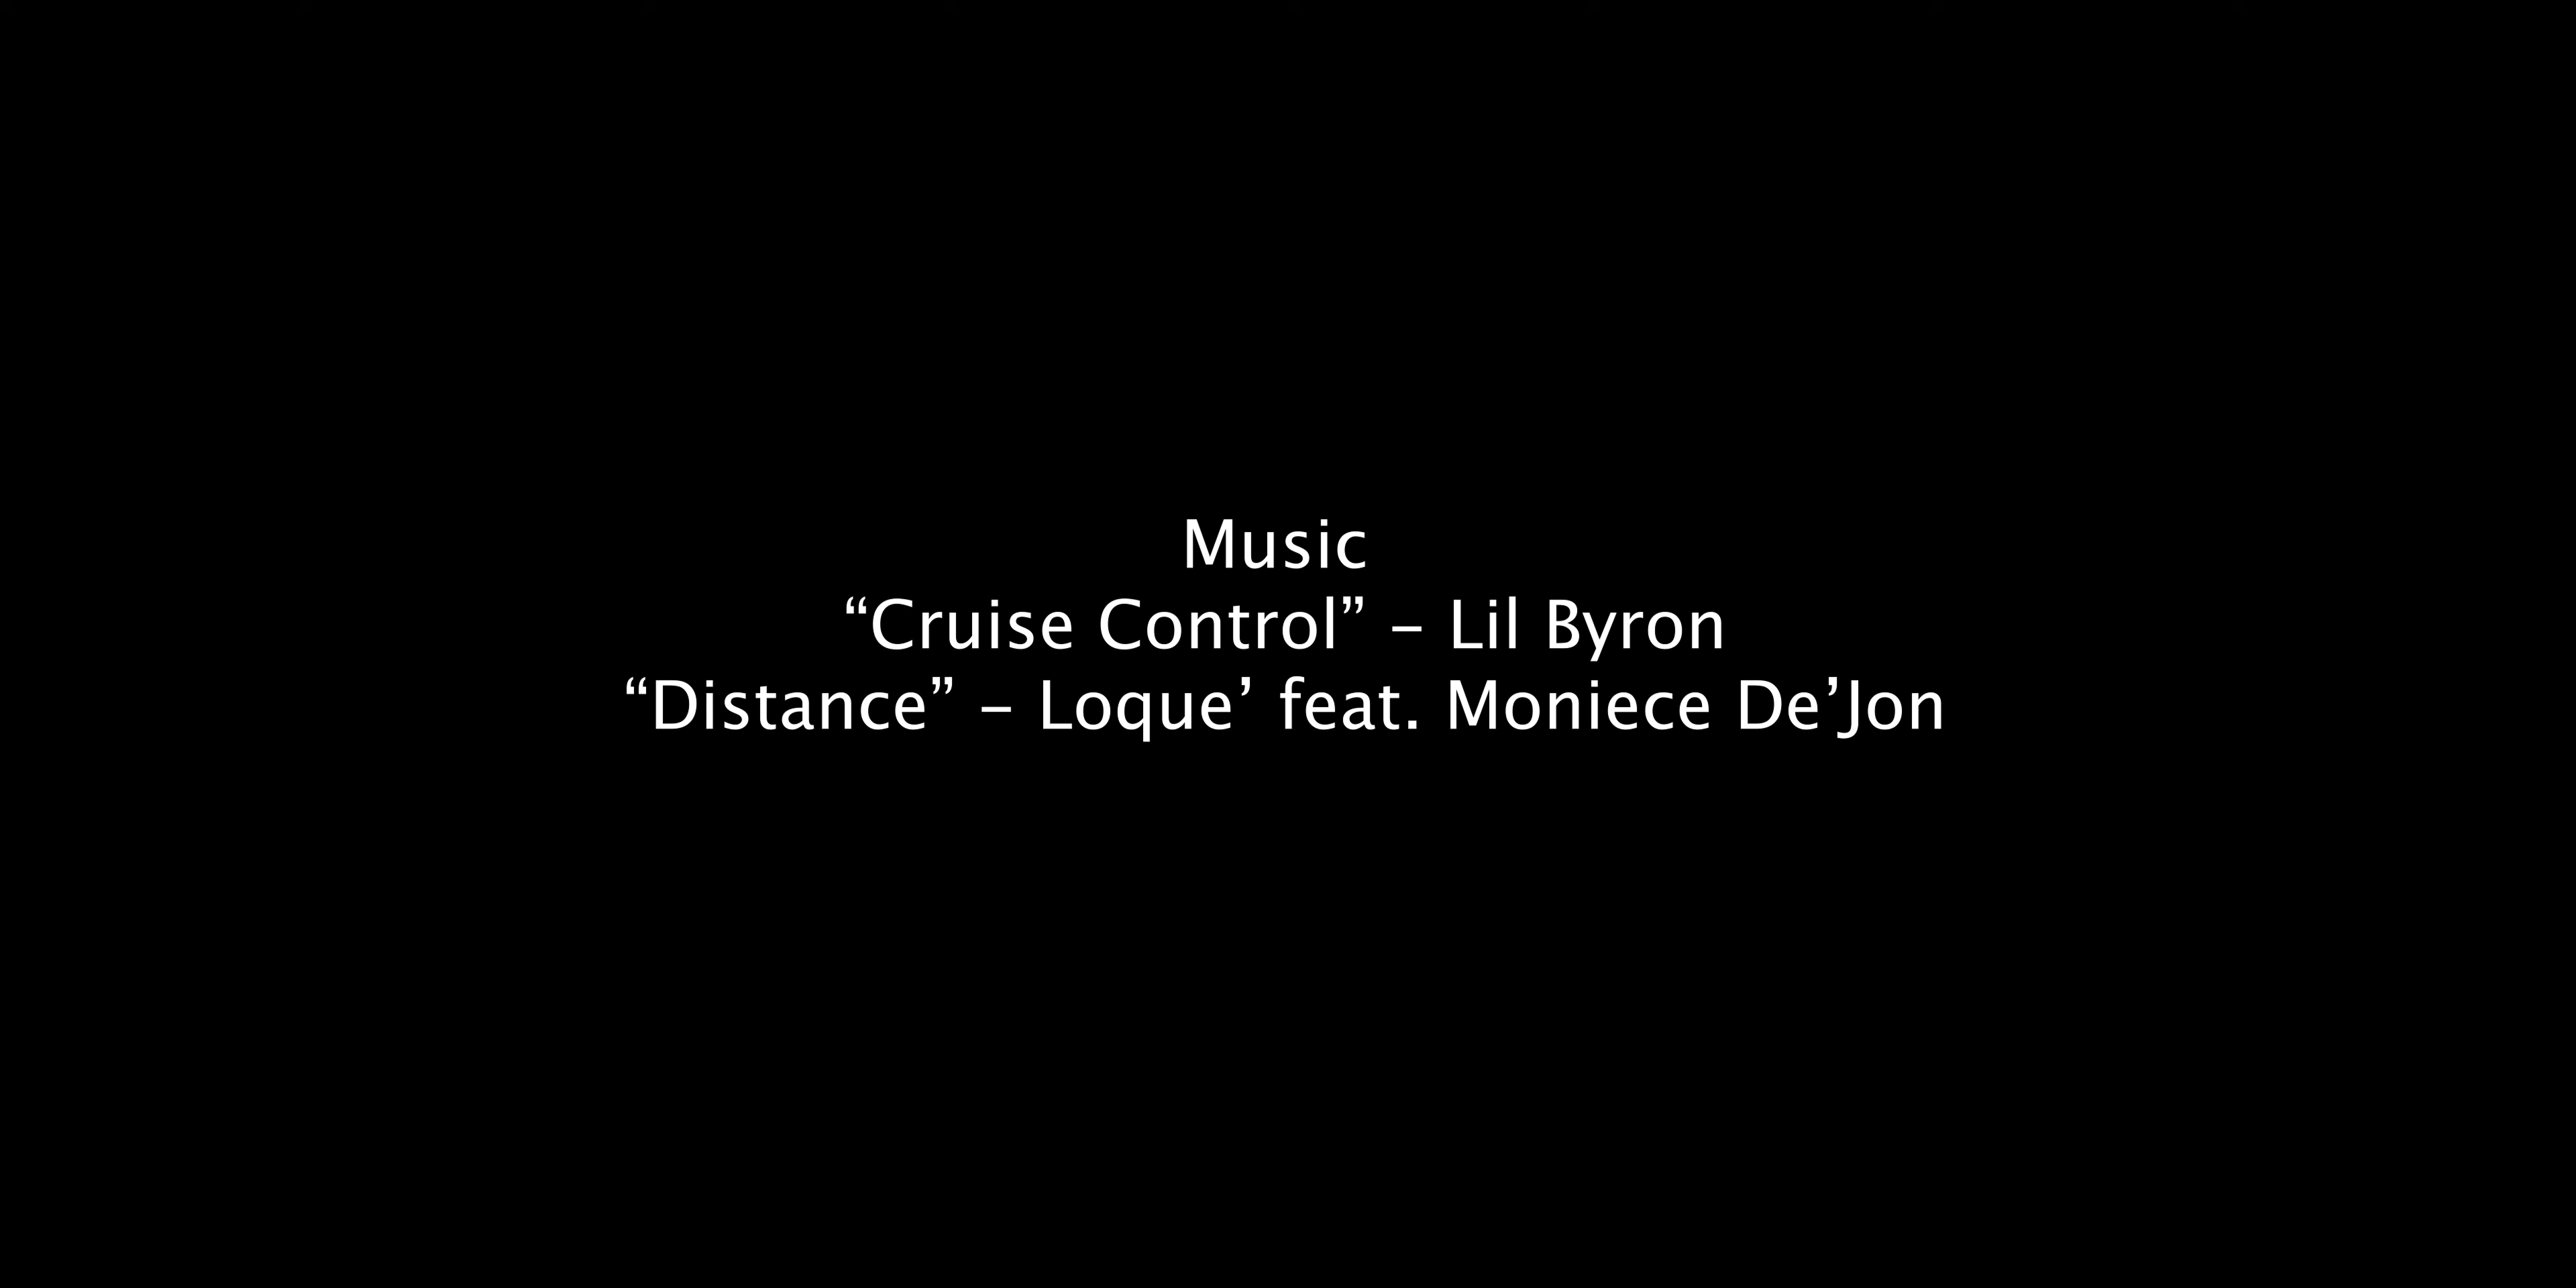 Music
“Cruise Control” – Lil Byron
“Distance” – Loque’ feat. Moniece De’Jon